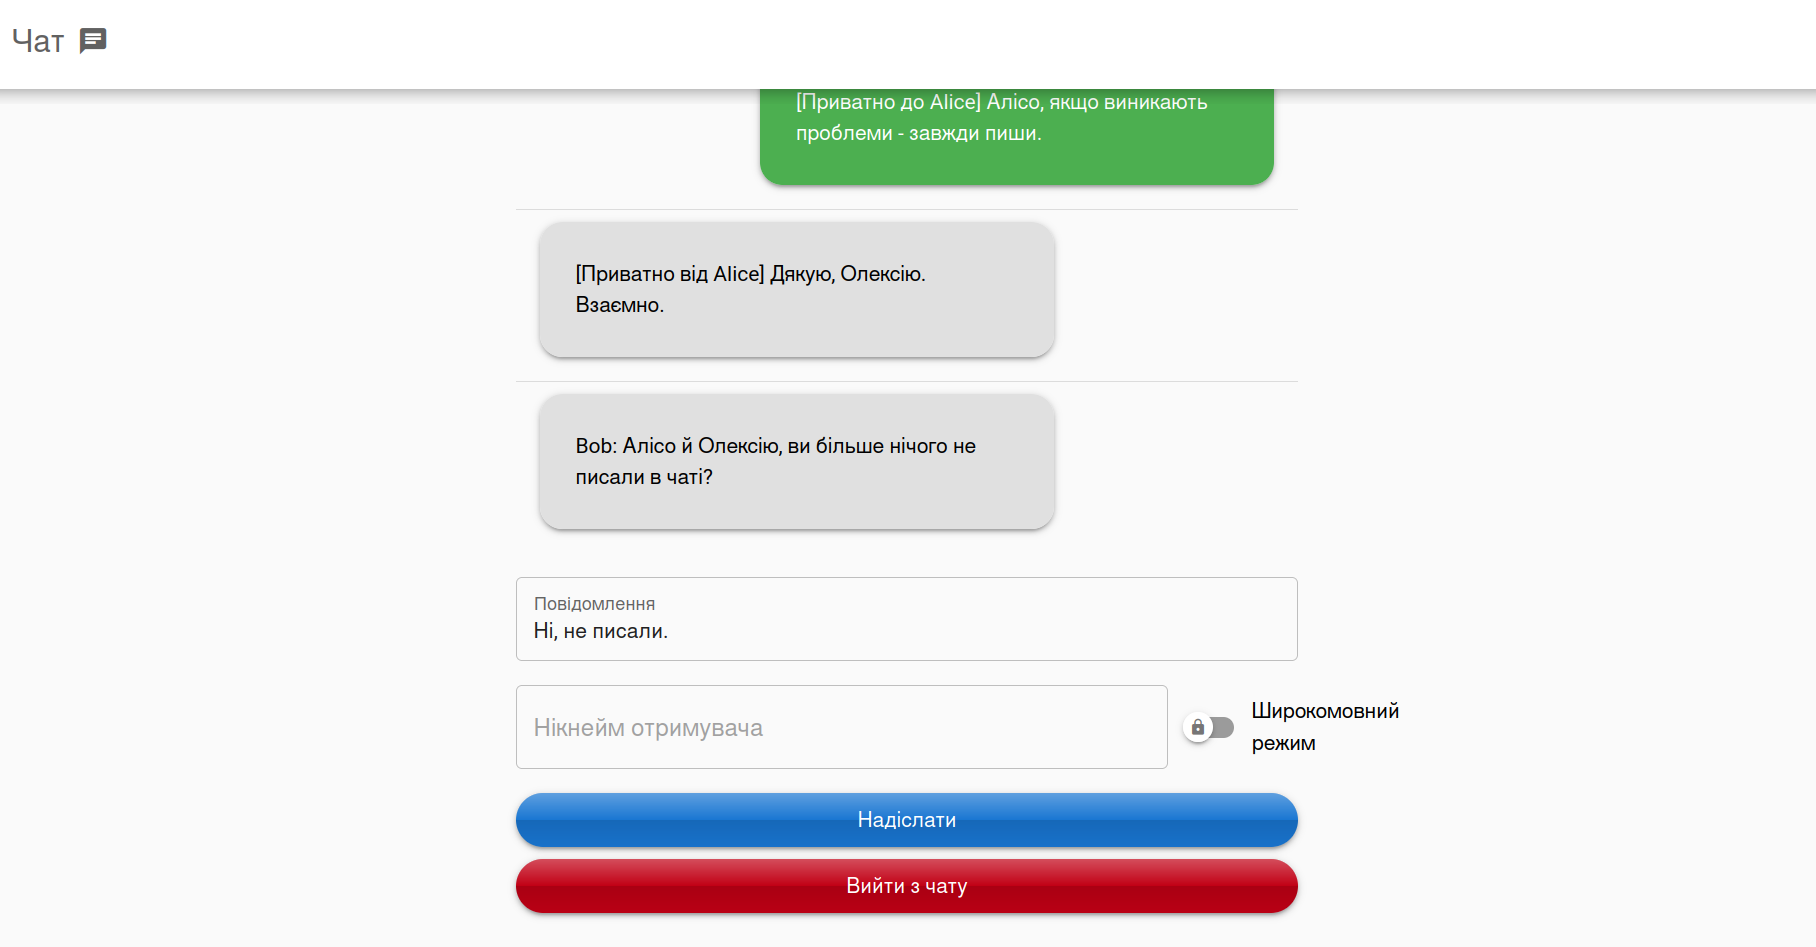 Чат
[Приватно до Alice] Алісо, якщо виникають
проблеми - завжди пиши.
[Приватно від Alice] Дякую, Олексію.
Взаємно.
Bob: Алісо й Олексію, ви більше нічого не
писали в чаті?
Повідомлення
Ні, не писали.
Нікнейм отримувача
Широкомовний
режим
Надіслати
Вийти з чату